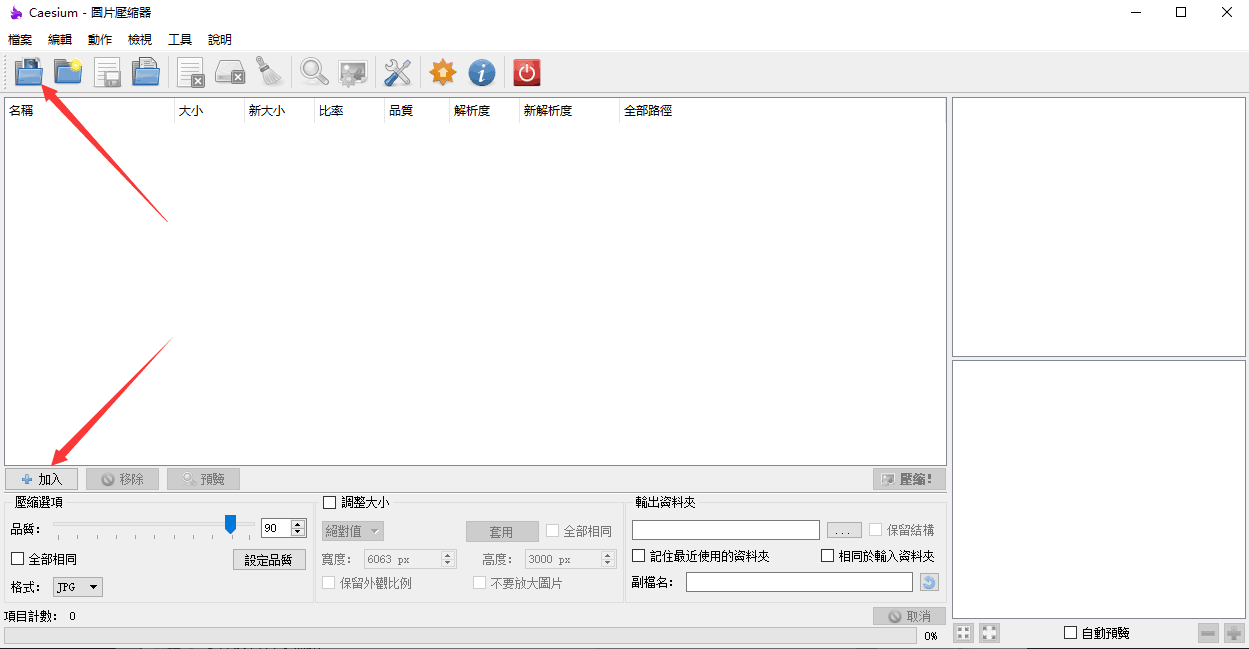 Caesium - 圖片壓縮器
檔案 編輯 動作 檢視 工具 說明
名稱 大小 新大小 比率 品質 解析度 新解析度 全部路徑
加入 移除 預覽 壓縮!
壓縮選項 調整大小 輸出資料夾
品質: 90 絕對值 套用 全部相同 ... 保留結構
全部相同 設定品質 寬度: 6063 px 高度: 3000 px 記住最近使用的資料夾 相同於輸入資料夾
格式: JPG 保留外觀比例 不要放大圖片 副檔名:
項目計數: 0 取消
0% 自動預覽